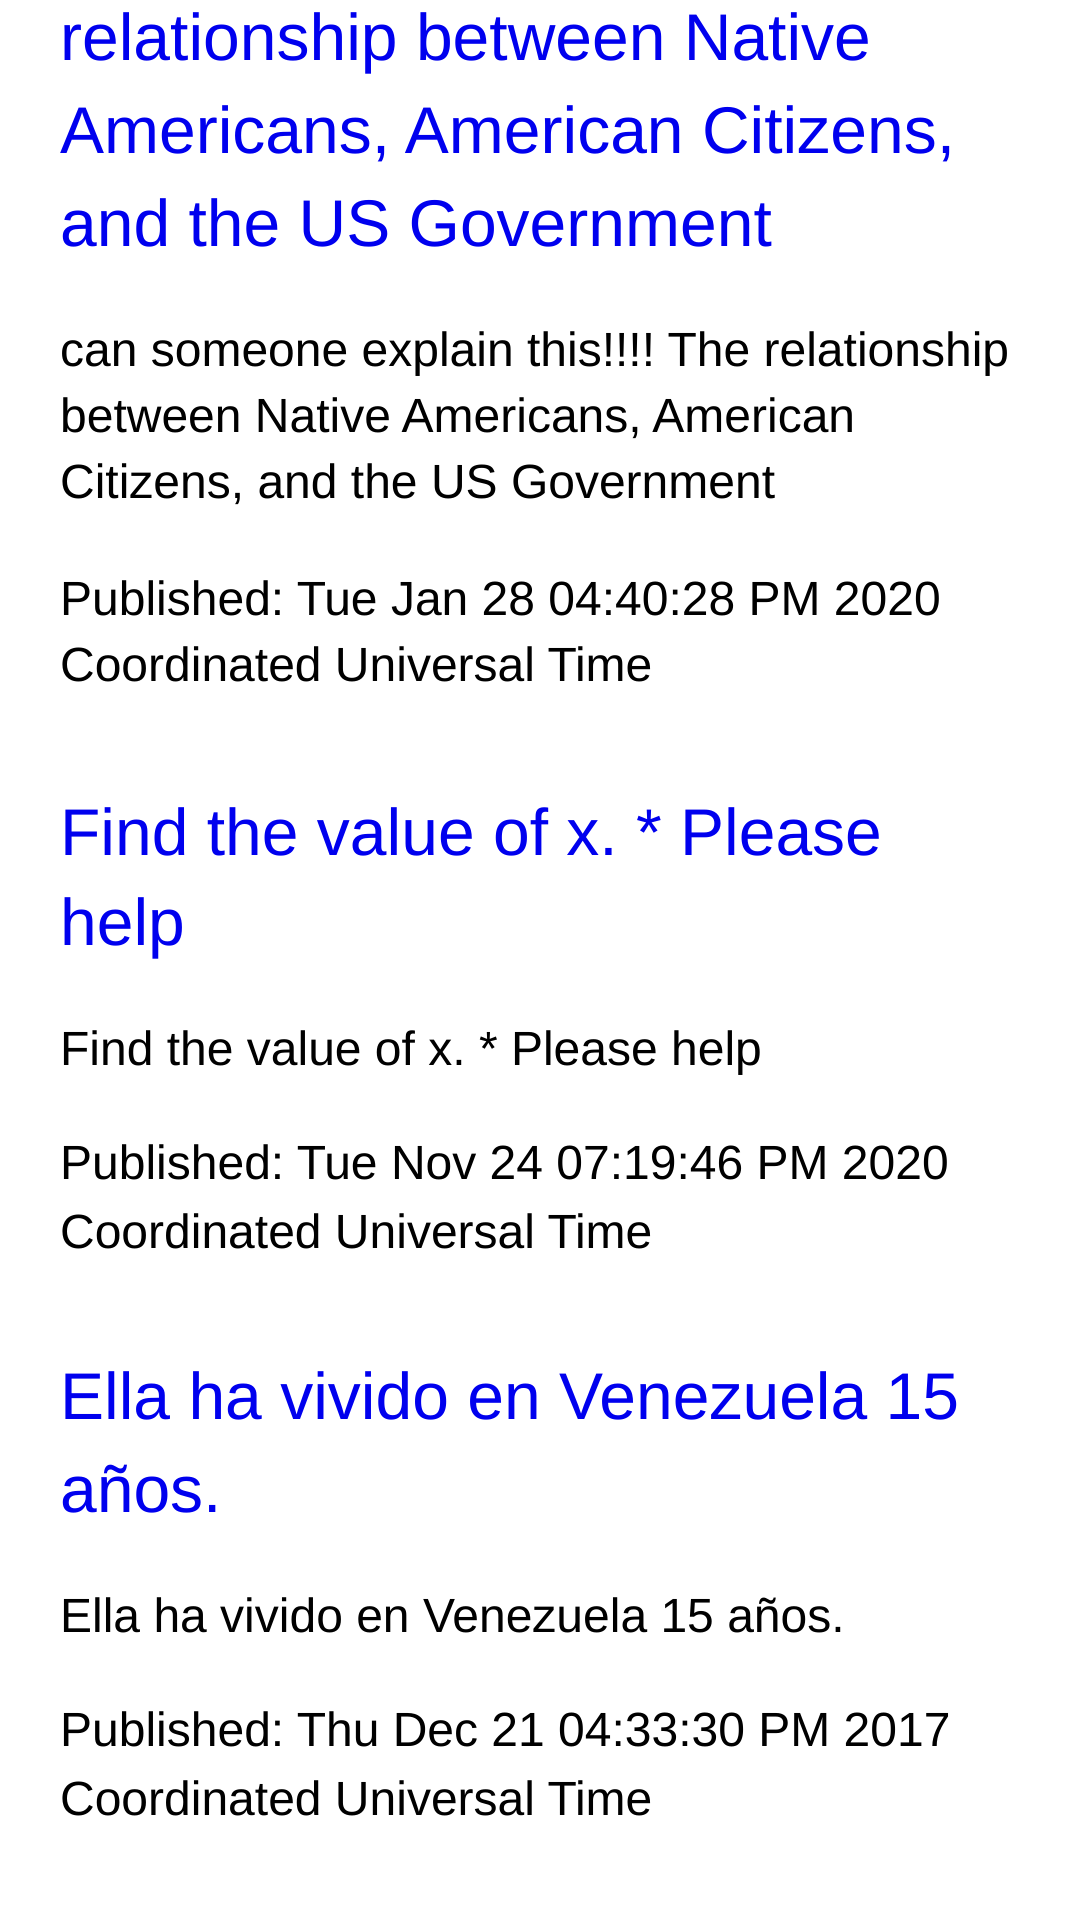 relationship between Native
Americans, American Citizens,
and the US Government
can someone explain this!!!! The relationship
between Native Americans, American
Citizens, and the US Government
Published: Tue Jan 28 04:40:28 PM 2020
Coordinated Universal Time
Find the value of x. * Please
help
Find the value of x. * Please help
Published: Tue Nov 24 07:19:46 PM 2020
Coordinated Universal Time
Ella ha vivido en Venezuela 15
años.
Ella ha vivido en Venezuela 15 años.
Published: Thu Dec 21 04:33:30 PM 2017
Coordinated Universal Time